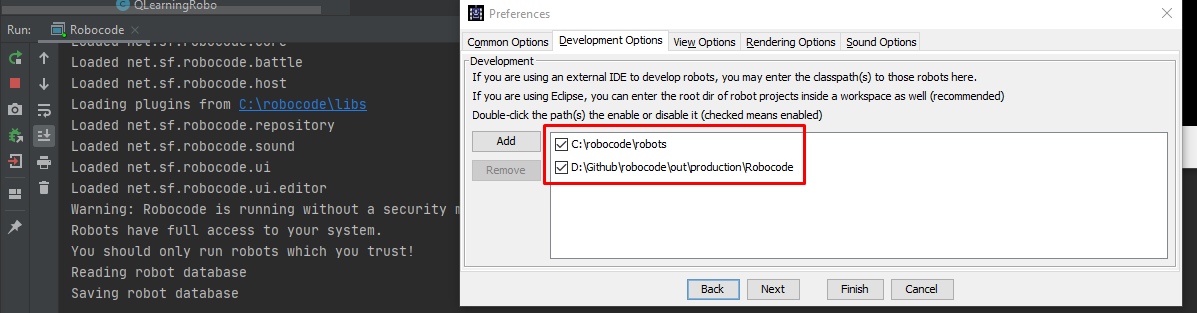 QLearningRobo
Run: Robocode
Loaded net.sf.robocode.core
Loaded net.sf.robocode.battle
Loaded net.sf.robocode.host
Loading plugins from C:\robocode\libs
Loaded net.sf.robocode.repository
Loaded net.sf.robocode.sound
Loaded net.sf.robocode.ui
Loaded net.sf.robocode.ui.editor
Warning: Robocode is running without a security m
Robots have full access to your system.
You should only run robots which you trust!
Reading robot database
Saving robot database
Preferences
Common Options Development Options View Options Rendering Options Sound Options
Development
If you are using an external IDE to develop robots, you may enter the classpath(s) to those robots here.
If you are using Eclipse, you can enter the root dir of robot projects inside a workspace as well (recommended)
Double-click the path(s) the enable or disable it (checked means enabled)
Add
Remove
C:\robocode\robots
D:\Github\robocode\out\production\Robocode
Back Next Finish Cancel